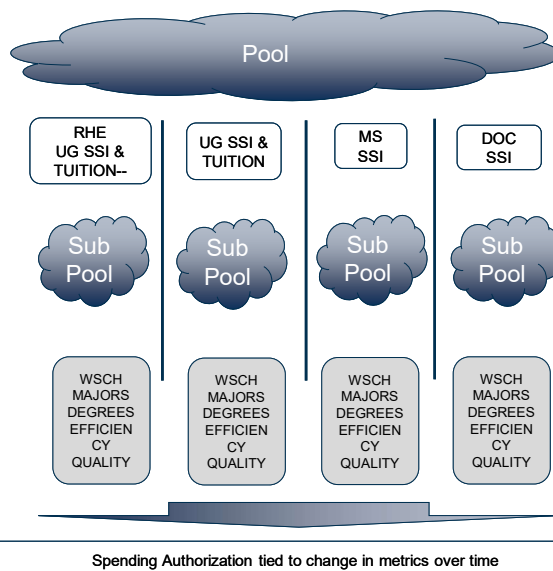 Pool
RHE
UG SSI &
TUITION--
UG SSI &
TUITION
MS
SSI
DOC
SSI
Sub
Pool
Sub
Pool
Sub
Pool
Sub
Pool
WSCH
MAJORS
DEGREES
EFFICIEN
CY
QUALITY
WSCH
MAJORS
DEGREES
EFFICIEN
CY
QUALITY
WSCH
MAJORS
DEGREES
EFFICIEN
CY
QUALITY
WSCH
MAJORS
DEGREES
EFFICIEN
CY
QUALITY
Spending Authorization tied to change in metrics over time